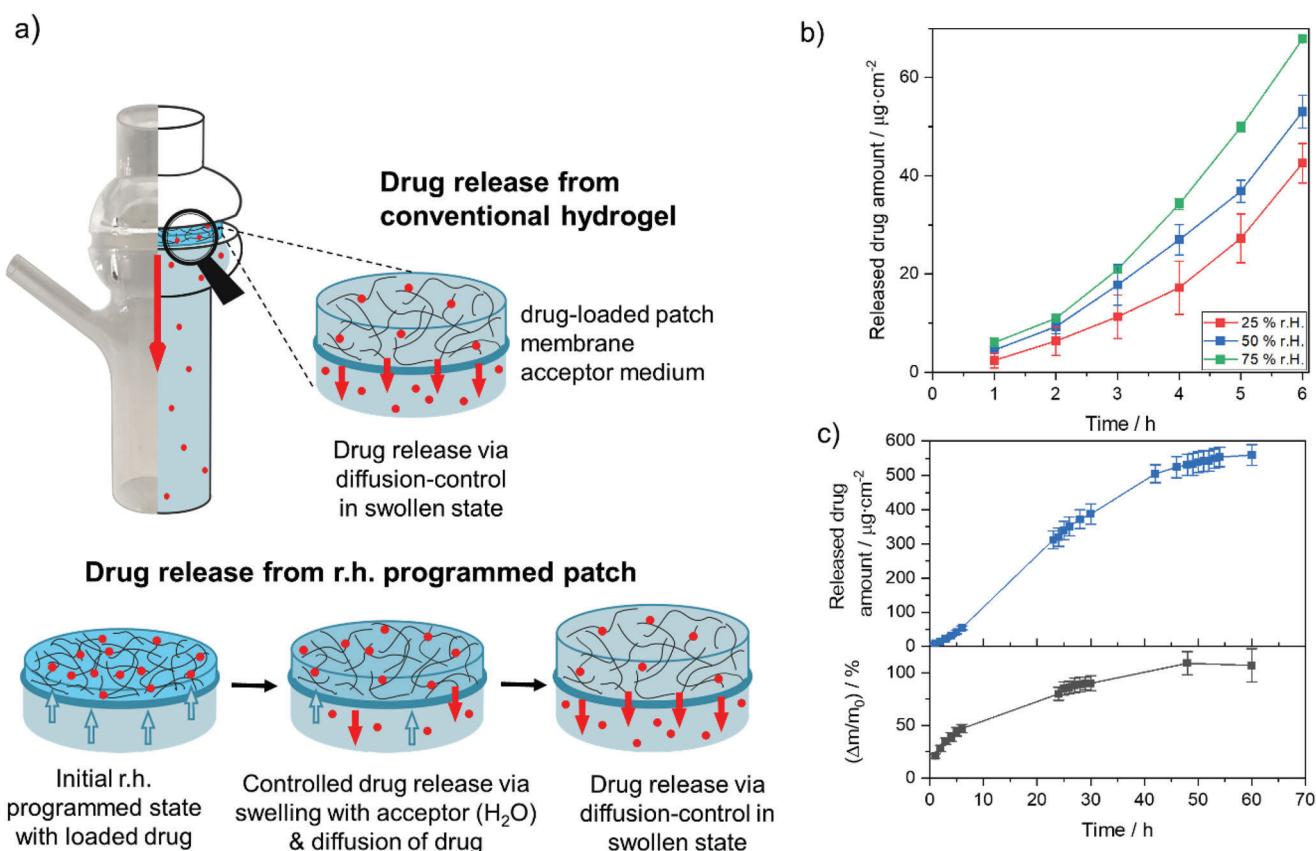 a)
Drug release from
conventional hydrogel
drug-loaded patch
membrane
acceptor medium
Drug release via
diffusion-control
in swollen state
Drug release from r.h. programmed patch
Initial r.h.
programmed state
with loaded drug
Controlled drug release via
swelling with acceptor (H₂O)
& diffusion of drug
Drug release via
diffusion-control in
swollen state
b)
Released drug amount / µg·cm⁻²
60
40
20
0
25 % r.H.
50 % r.H.
75 % r.H.
0 1 2 3 4 5 6
Time / h
c)
Released drug
amount / µg·cm⁻²
600
500
400
300
200
100
0
(Δm/m₀) / %
100
50
0
0 10 20 30 40 50 60 70
Time / h